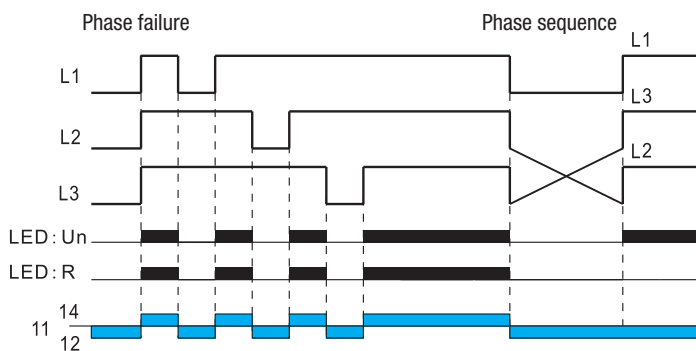 Phase failure
Phase sequence
L1
L1
L3
L2
L2
L3
LED: Un
LED: R
14
11
12